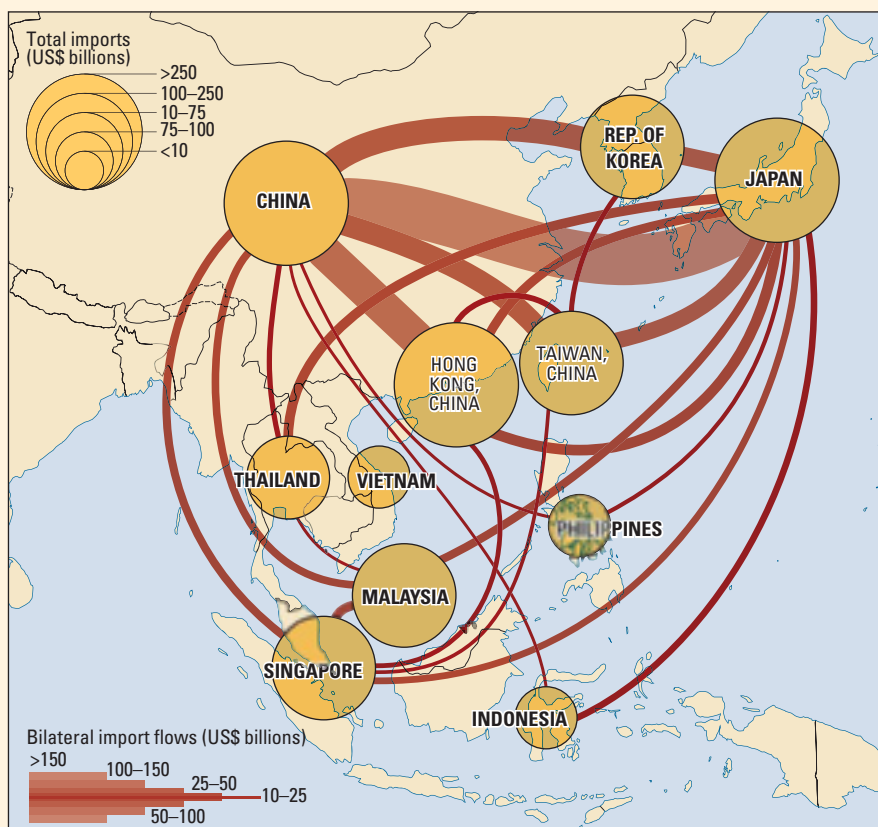 Total imports
(US$ billions)
>250
100–250
10–75
75–100
<10
REP. OF
KOREA
JAPAN
CHINA
HONG
KONG,
CHINA
TAIWAN,
CHINA
THAILAND
VIETNAM
PINES
MALAYSIA
SINGAPORE
INDONESIA
Bilateral import flows (US$ billions)
>150
100–150
25–50
10–25
50–100